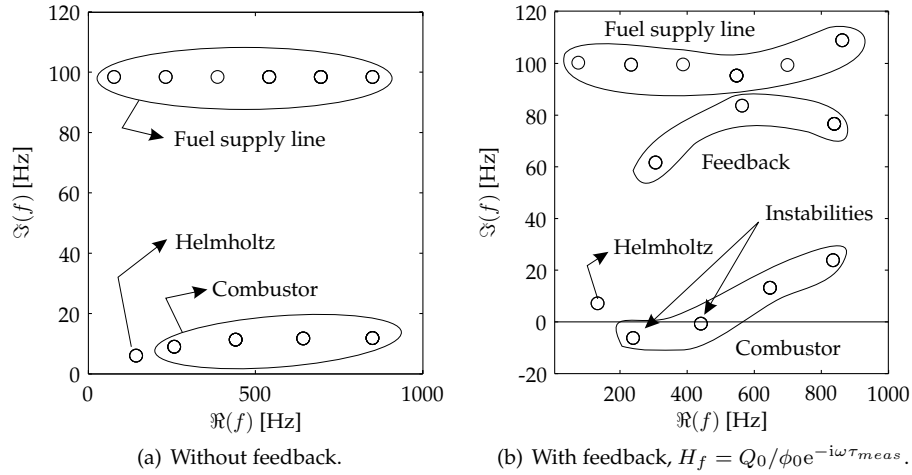 120
100
80
60
40
20
0
ℑ(f) [Hz]
Fuel supply line
Helmholtz
Combustor
0
500
1000
ℜ(f) [Hz]
(a) Without feedback.
120
100
80
60
40
20
0
-20
ℑ(f) [Hz]
Fuel supply line
Feedback
Instabilities
Helmholtz
Combustor
200
400
600
800
1000
ℜ(f) [Hz]
(b) With feedback, H_f = Q_0/ϕ_0 e^{-iωτ_{meas}}.